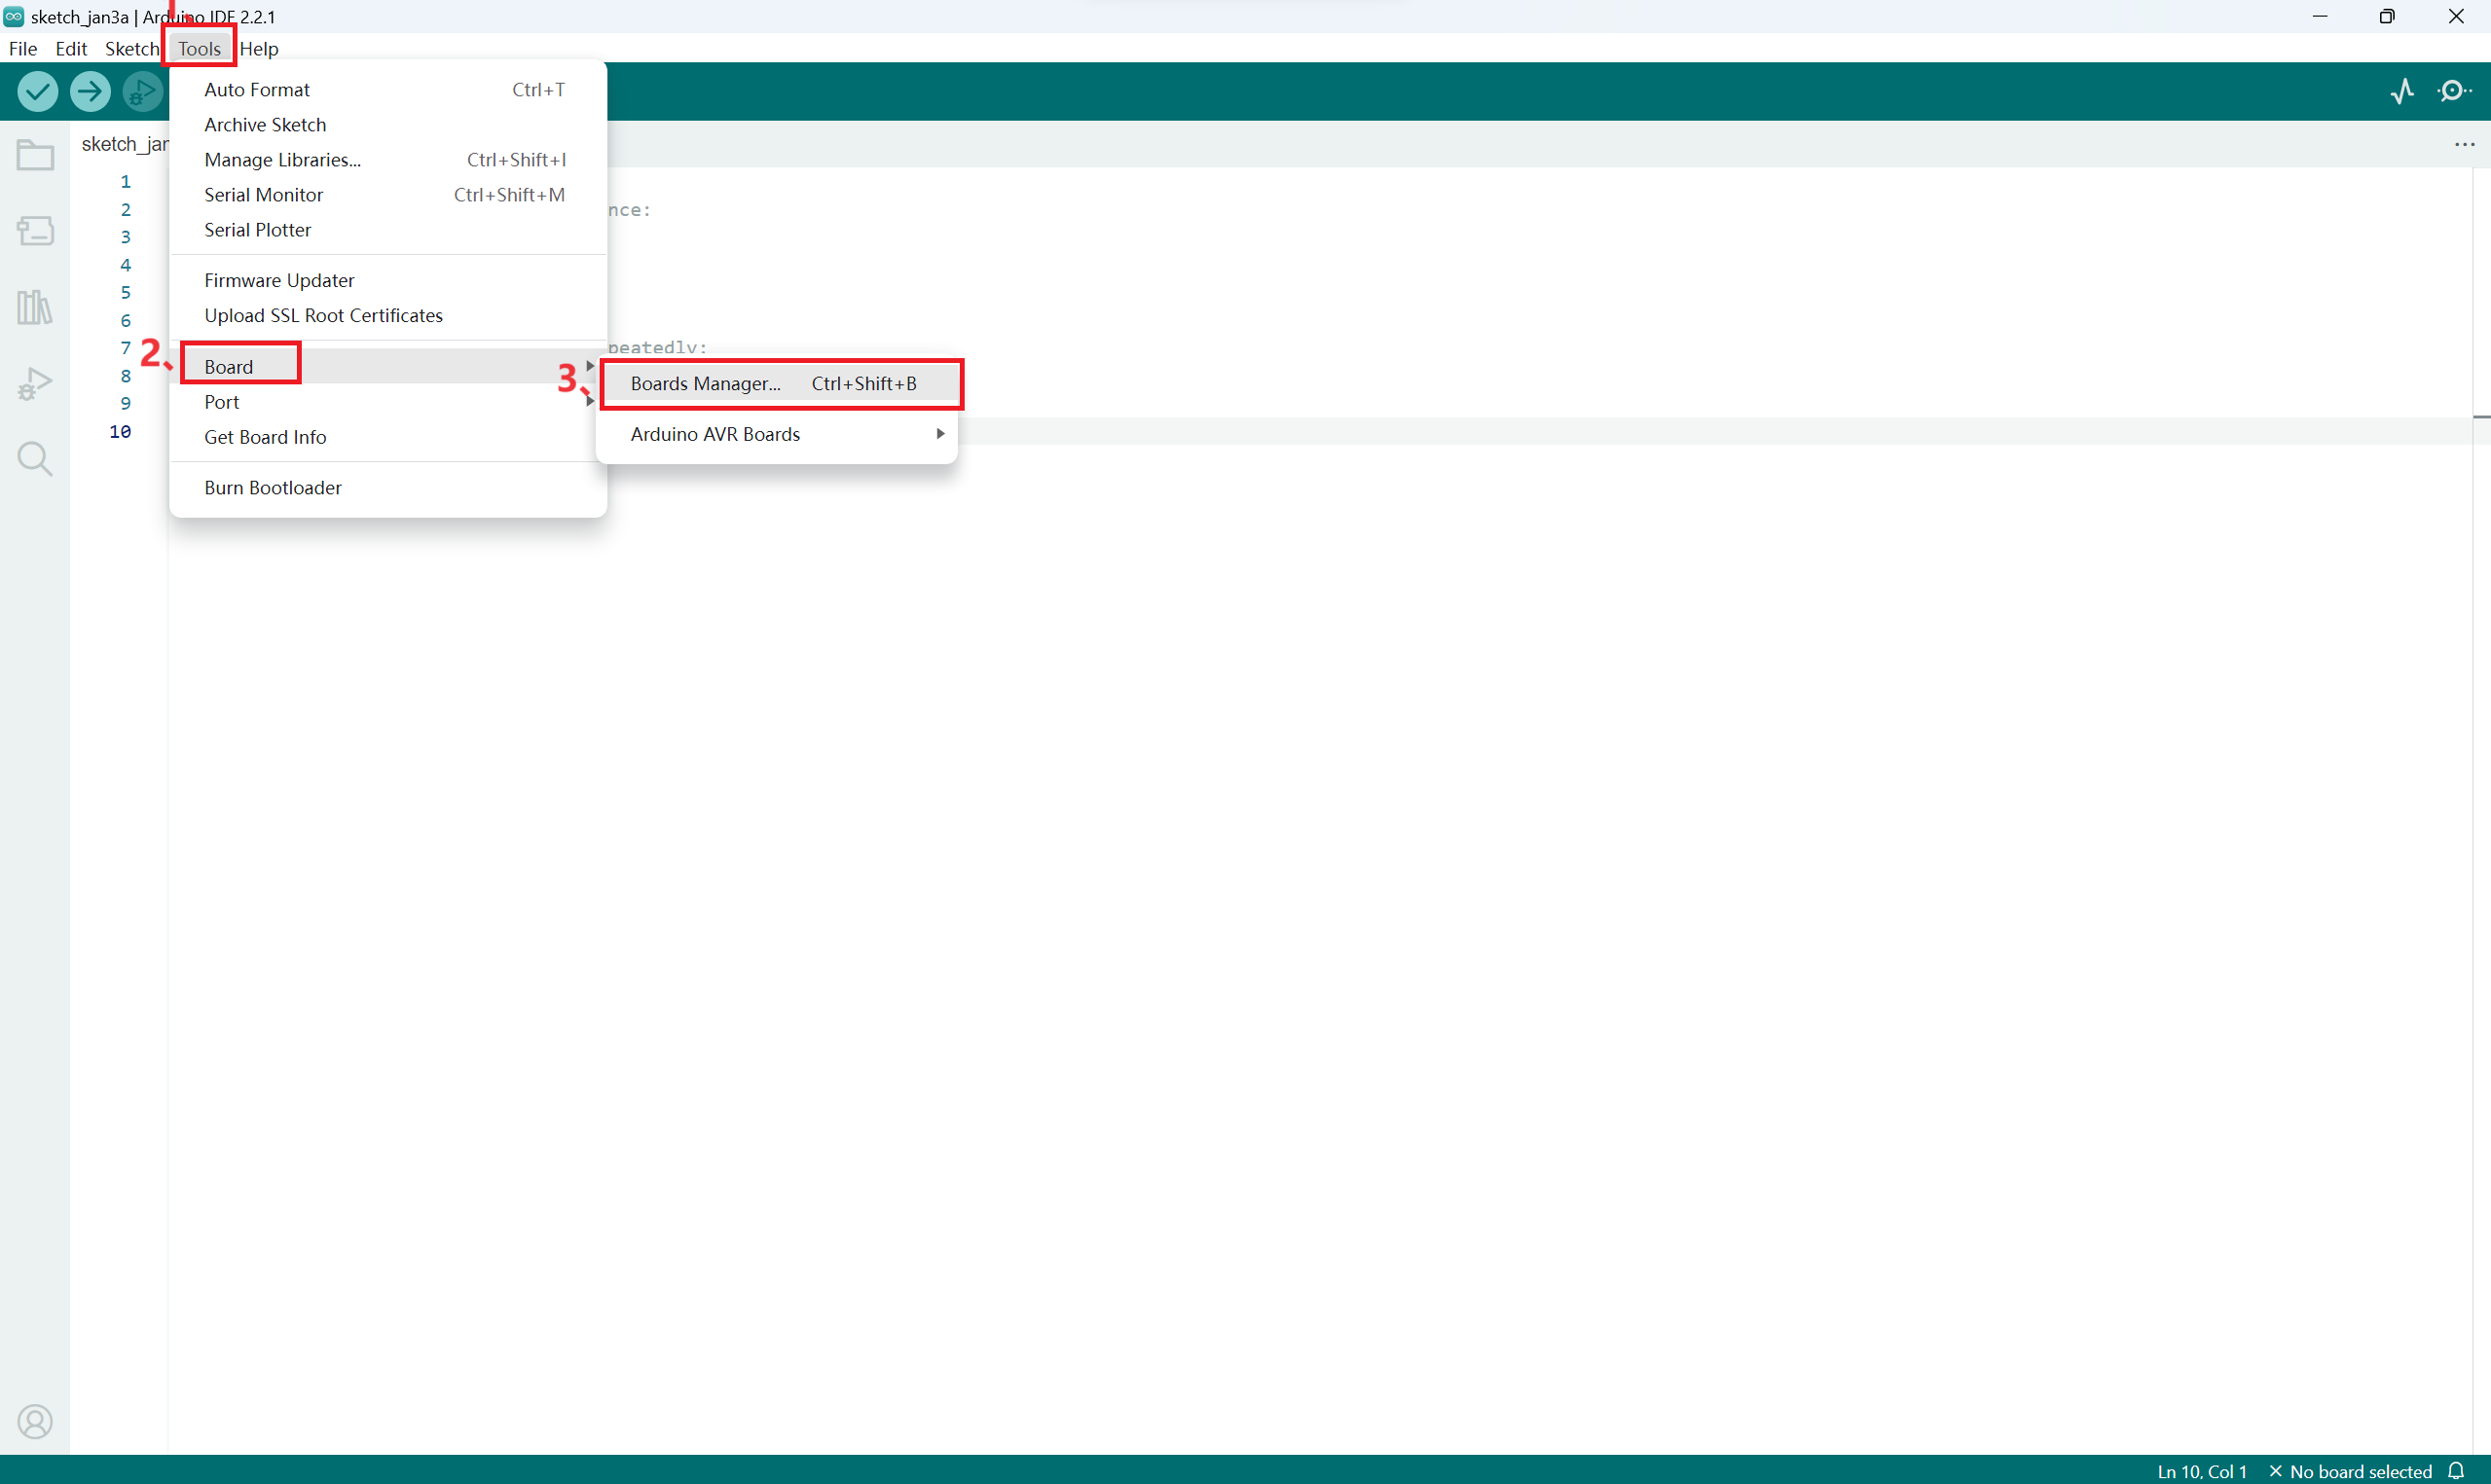 sketch_jan3a | Arduino IDE 2.2.1
File Edit Sketch Tools Help
Auto Format Ctrl+T
Archive Sketch
sketch_jan
Manage Libraries... Ctrl+Shift+I
1
Serial Monitor Ctrl+Shift+M
2 nce:
Serial Plotter
3
4
Firmware Updater
5
Upload SSL Root Certificates
6
7 peatedly:
2、 Board
8
3、 Boards Manager... Ctrl+Shift+B
Port
9
10
Arduino AVR Boards
Get Board Info
Burn Bootloader
Ln 10, Col 1 × No board selected